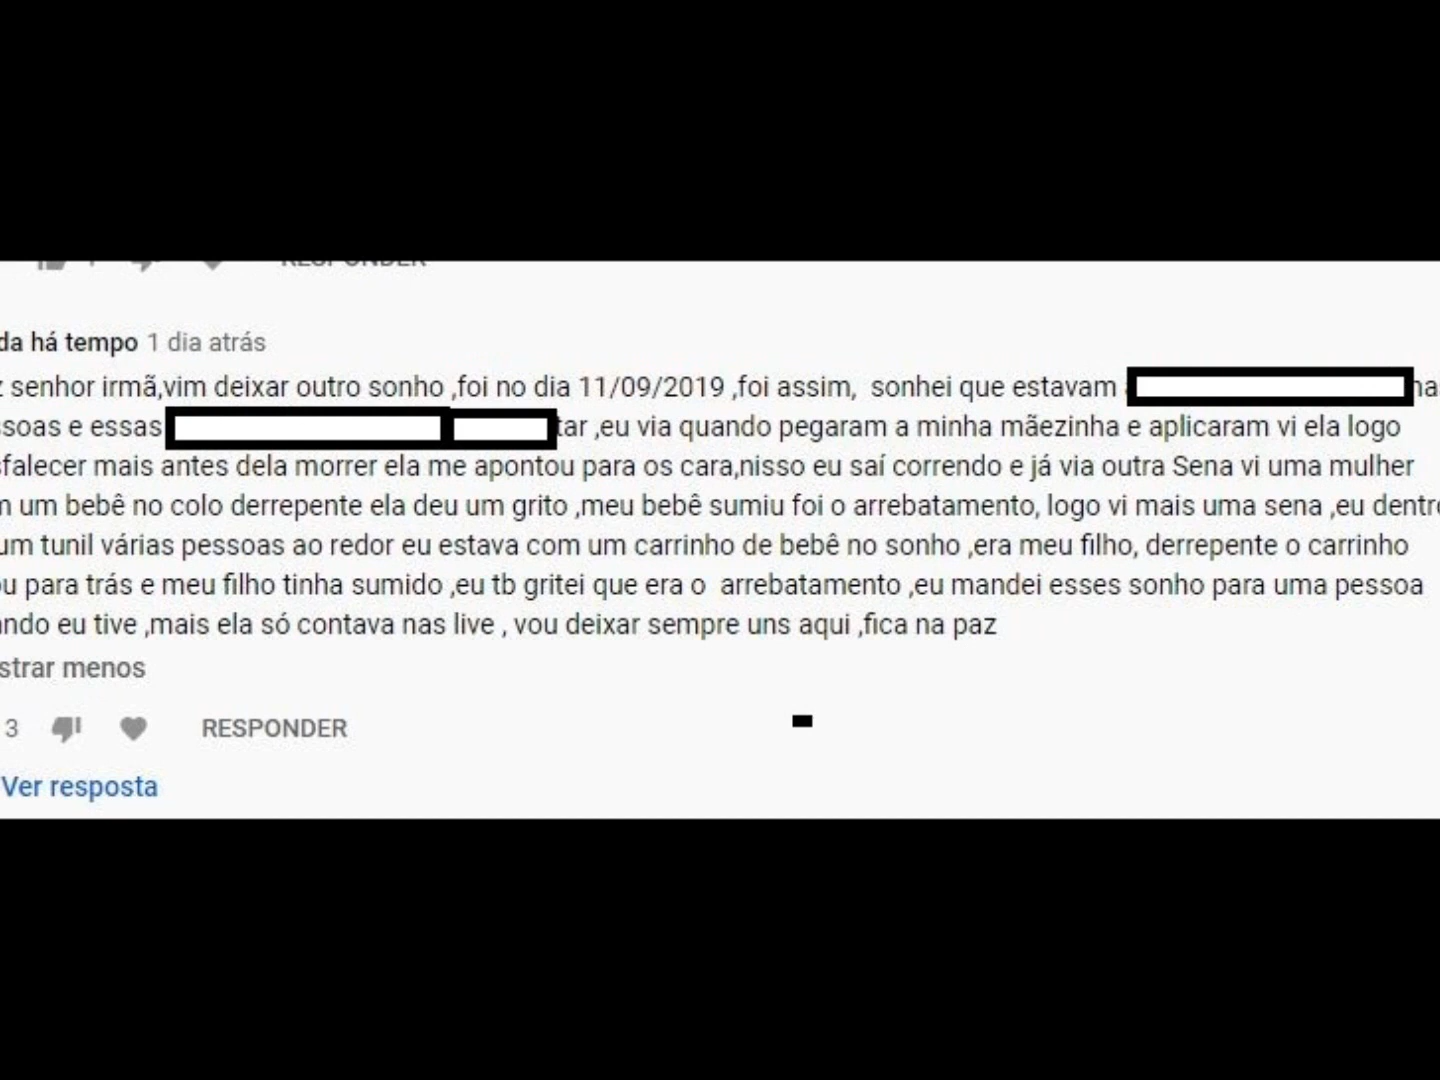 RESPONDER
da há tempo 1 dia atrás
z senhor irmã,vim deixar outro sonho ,foi no dia 11/09/2019 ,foi assim, sonhei que estavam na
ssoas e essas tar ,eu via quando pegaram a minha mãezinha e aplicaram vi ela logo
sfalecer mais antes dela morrer ela me apontou para os cara,nisso eu saí correndo e já via outra Sena vi uma mulher
m um bebê no colo derrepente ela deu um grito ,meu bebê sumiu foi o arrebatamento, logo vi mais uma sena ,eu dentro
um tunil várias pessoas ao redor eu estava com um carrinho de bebê no sonho ,era meu filho, derrepente o carrinho
ou para trás e meu filho tinha sumido ,eu tb gritei que era o arrebatamento ,eu mandei esses sonho para uma pessoa
ando eu tive ,mais ela só contava nas live , vou deixar sempre uns aqui ,fica na paz
strar menos
3 RESPONDER
Ver resposta